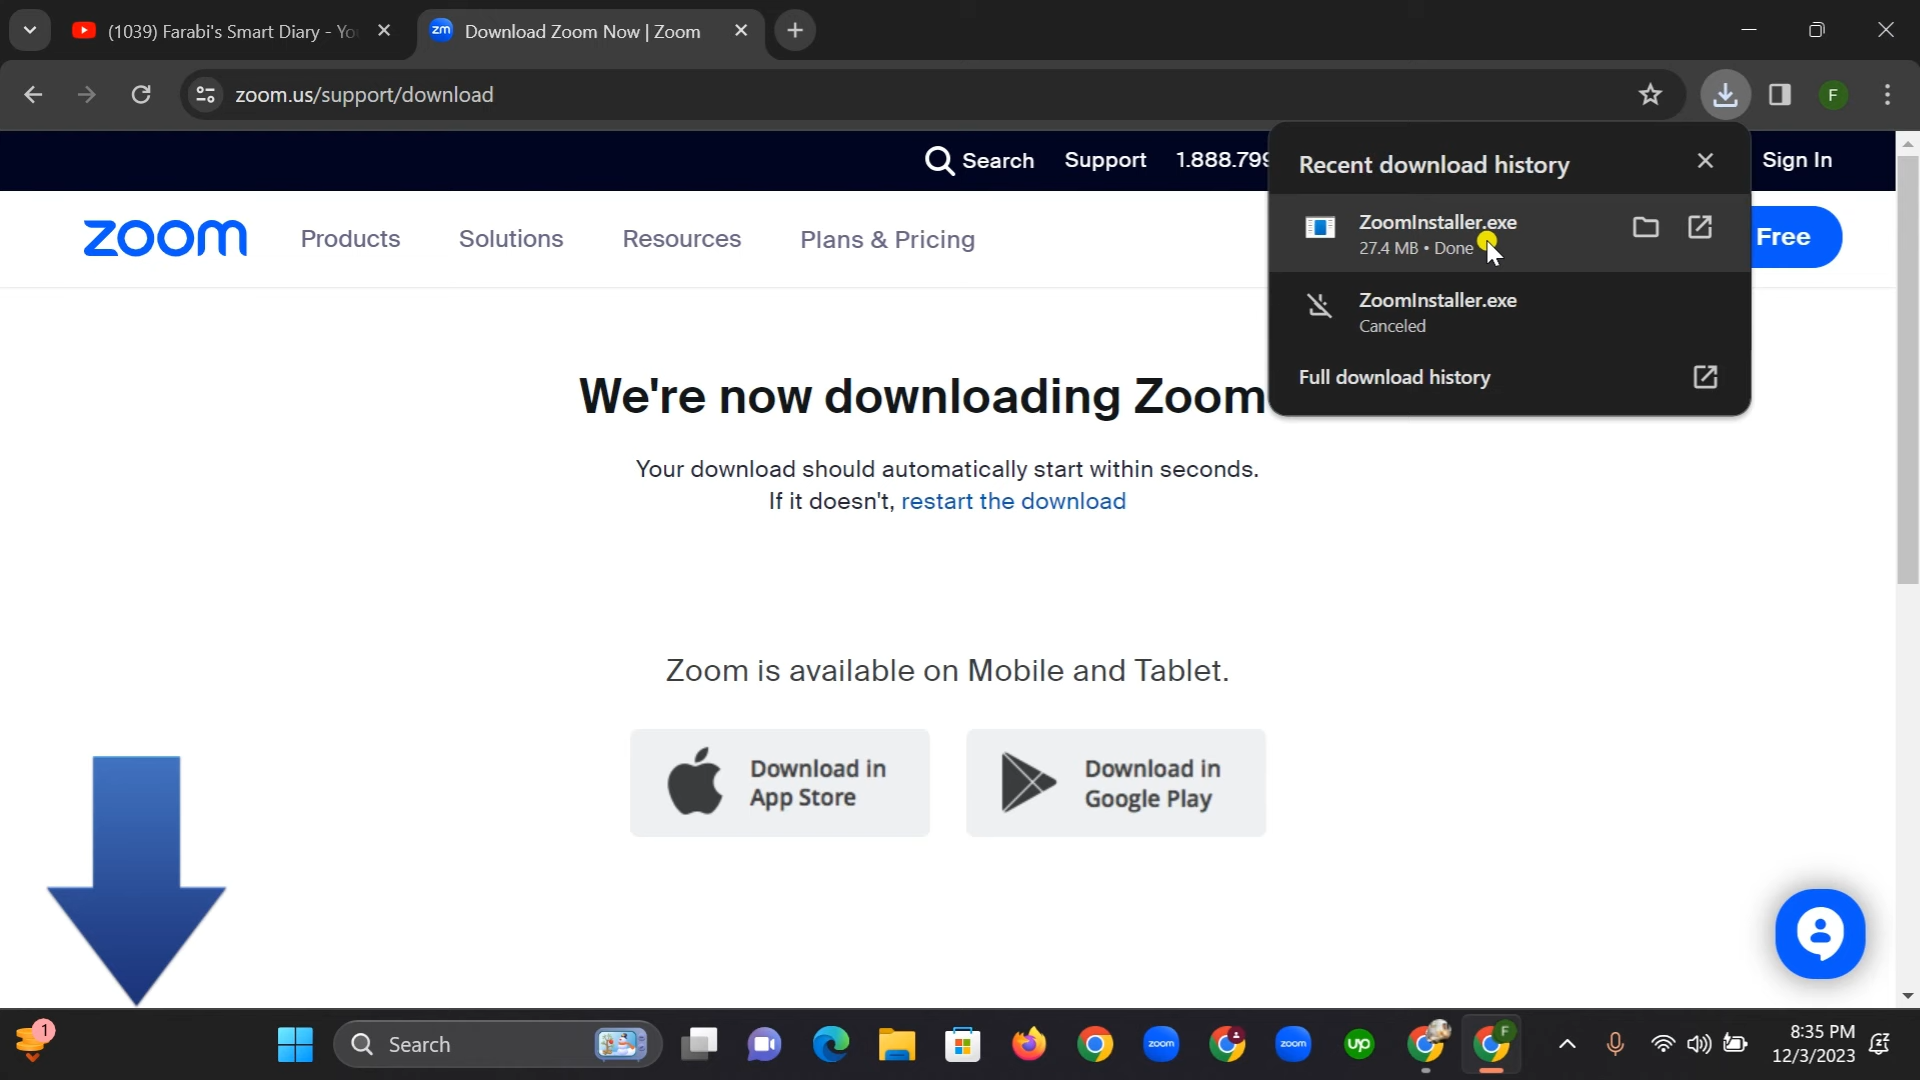 (1039) Farabi's Smart Diary - Yo
zm Download Zoom Now | Zoom
zoom.us/support/download
F
Search Support 1.888.799
Sign In
zoom
Products
Solutions
Resources
Plans & Pricing
Free
Recent download history
ZoomInstaller.exe
27.4 MB • Done
ZoomInstaller.exe
Canceled
Full download history
We're now downloading Zoom
Your download should automatically start within seconds.
If it doesn't, restart the download
Zoom is available on Mobile and Tablet.
Download in
App Store
Download in
Google Play
1
Search
zoom
zoom
up
F
8:35 PM
12/3/2023